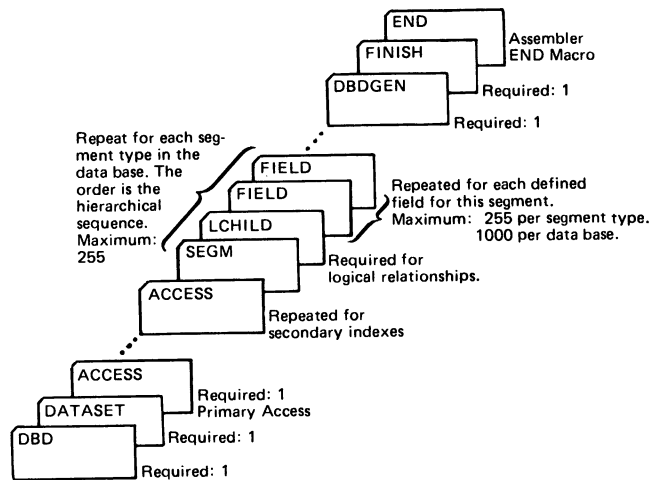 END
Assembler
END Macro
FINISH
Required: 1
DBDGEN
Required: 1
Repeat for each seg-
ment type in the
data base. The
order is the
hierarchical
sequence.
Maximum:
255
FIELD
FIELD
Repeated for each defined
field for this segment.
Maximum: 255 per segment type.
1000 per data base.
LCHILD
SEGM
Required for
logical relationships.
ACCESS
Repeated for
secondary indexes
ACCESS
Required: 1
Primary Access
DATASET
Required: 1
DBD
Required: 1